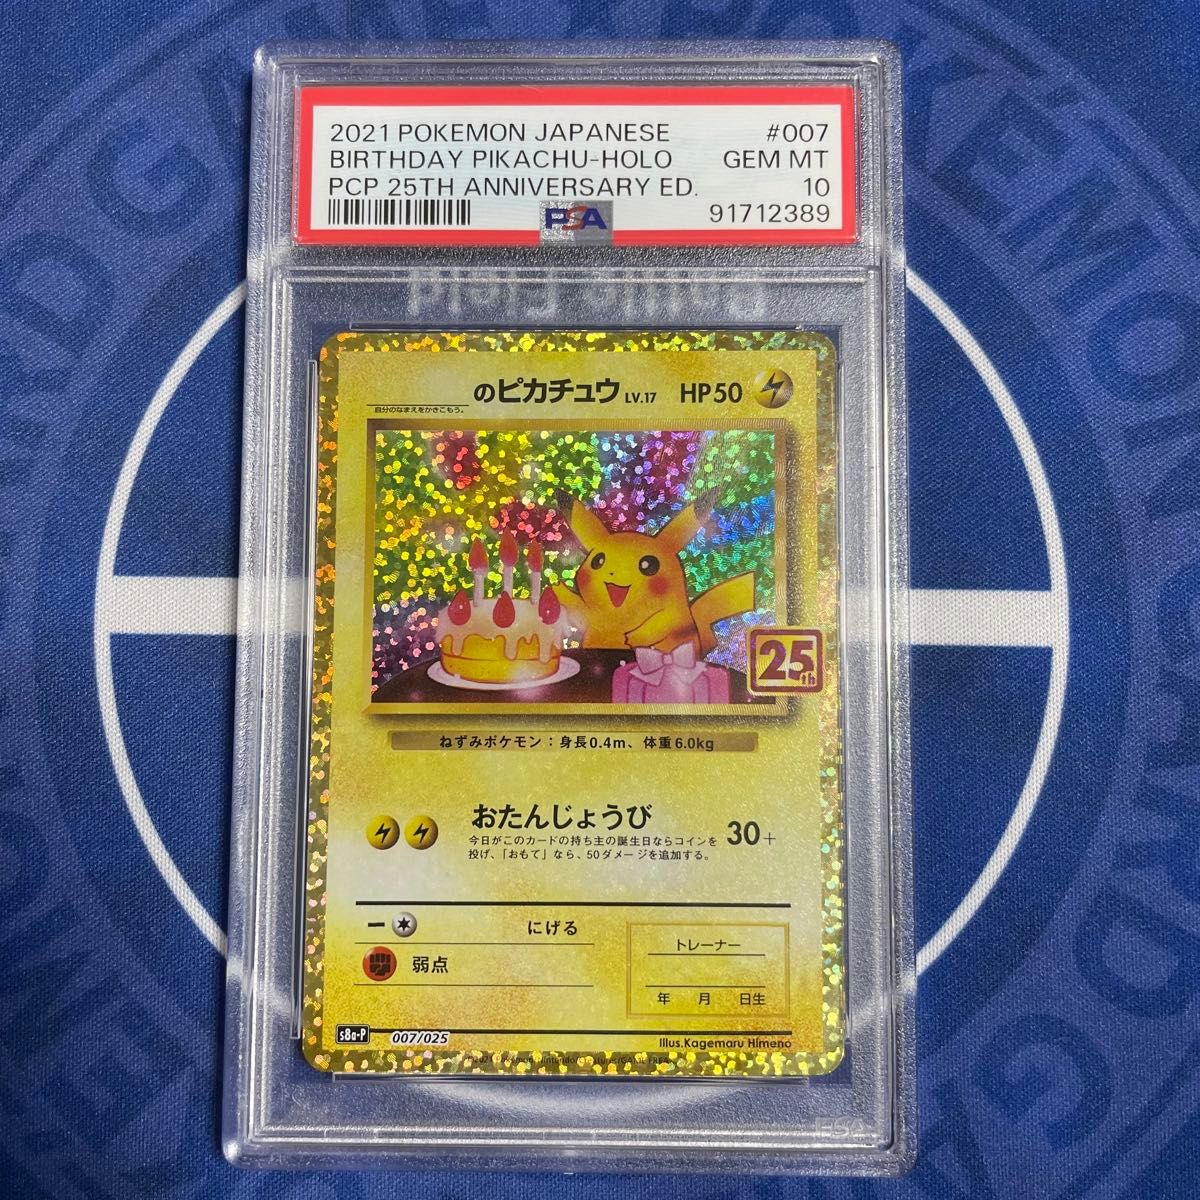 2021 POKEMON JAPANESE #007
BIRTHDAY PIKACHU-HOLO GEM MT
PCP 25TH ANNIVERSARY ED. 10
PSA 91712389
のピカチュウ LV.17 HP50
自分のなまえをかきこもう。
25th
ねずみポケモン：身長0.4m、体重6.0kg
おたんじょうび 30+
今日がこのカードの持ち主の誕生日ならコインを
投げ、「おもて」なら、50ダメージを追加する。
にげる
弱点
トレーナー
年 月 日生
s8a-P 007/025
Illus.Kagemaru Himeno
PSA